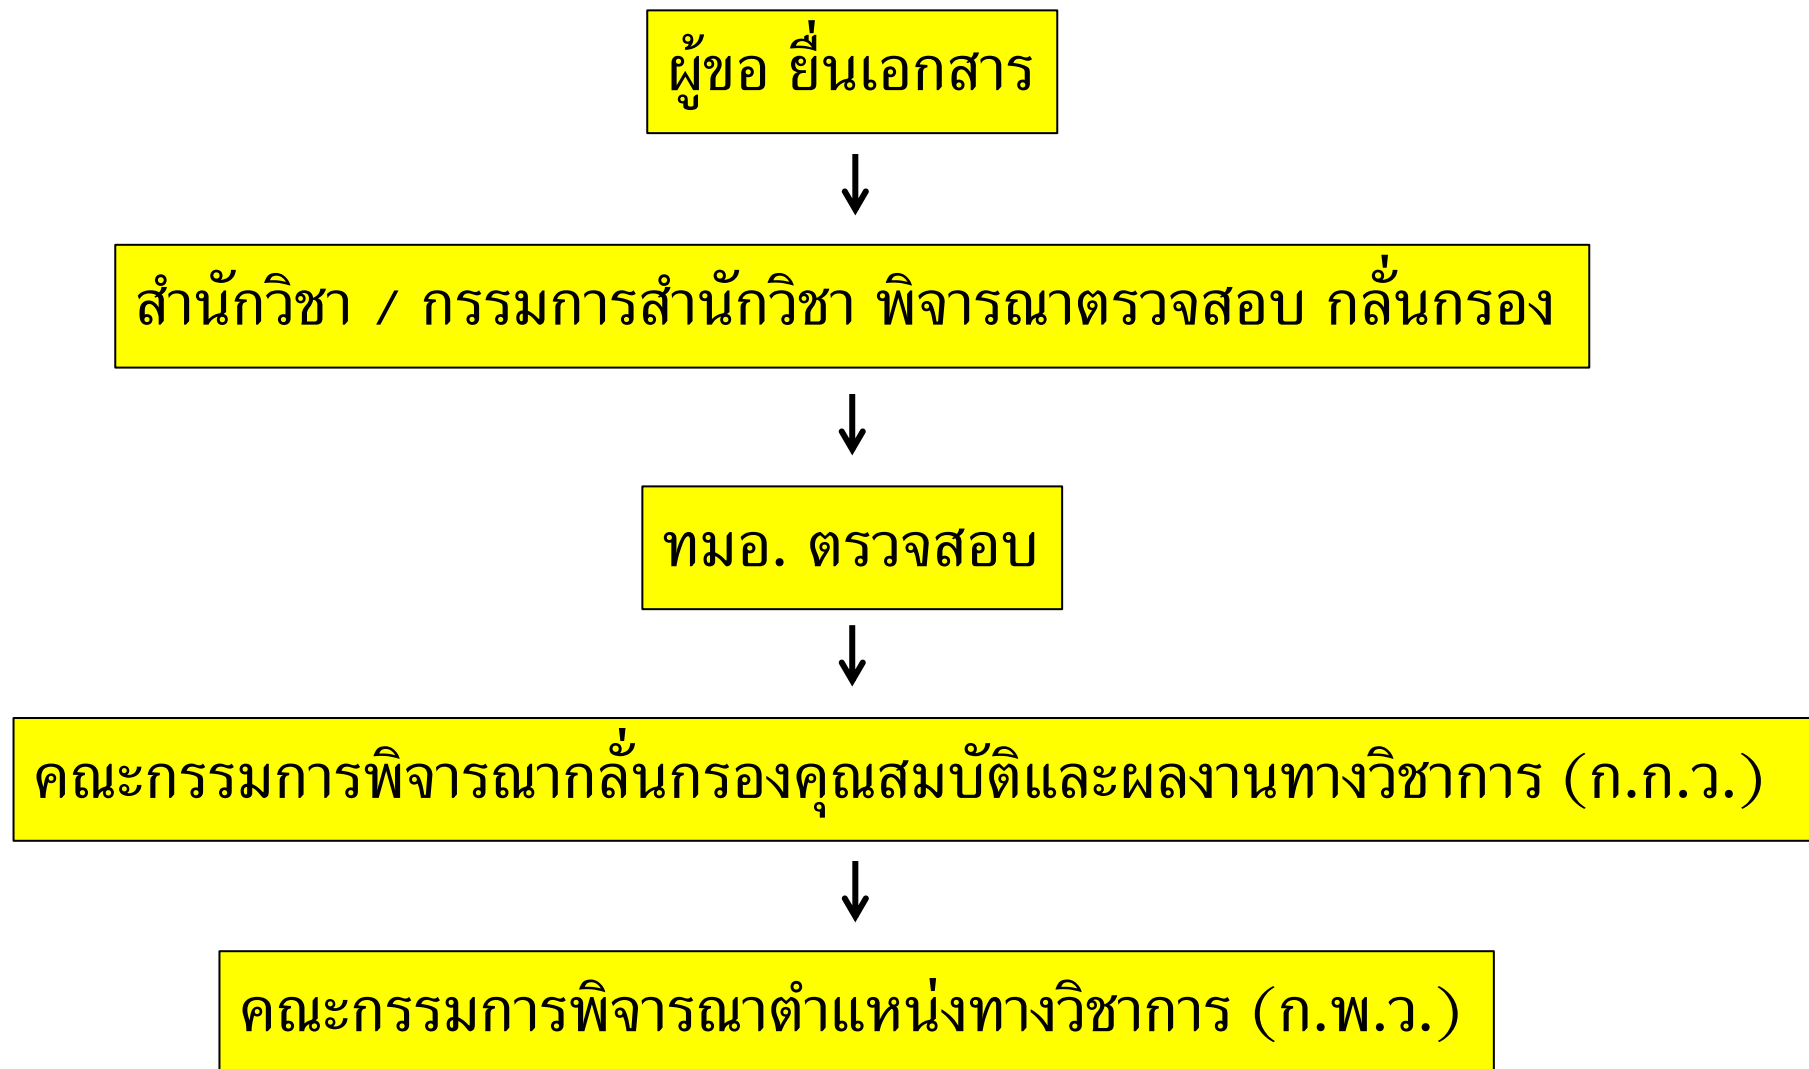 ผู้ขอ ยื่นเอกสาร
สำนักวิชา / กรรมการสำนักวิชา พิจารณาตรวจสอบ กลั่นกรอง
ทมอ. ตรวจสอบ
คณะกรรมการพิจารณากลั่นกรองคุณสมบัติและผลงานทางวิชาการ (ก.ก.ว.)
คณะกรรมการพิจารณาตำแหน่งทางวิชาการ (ก.พ.ว.)